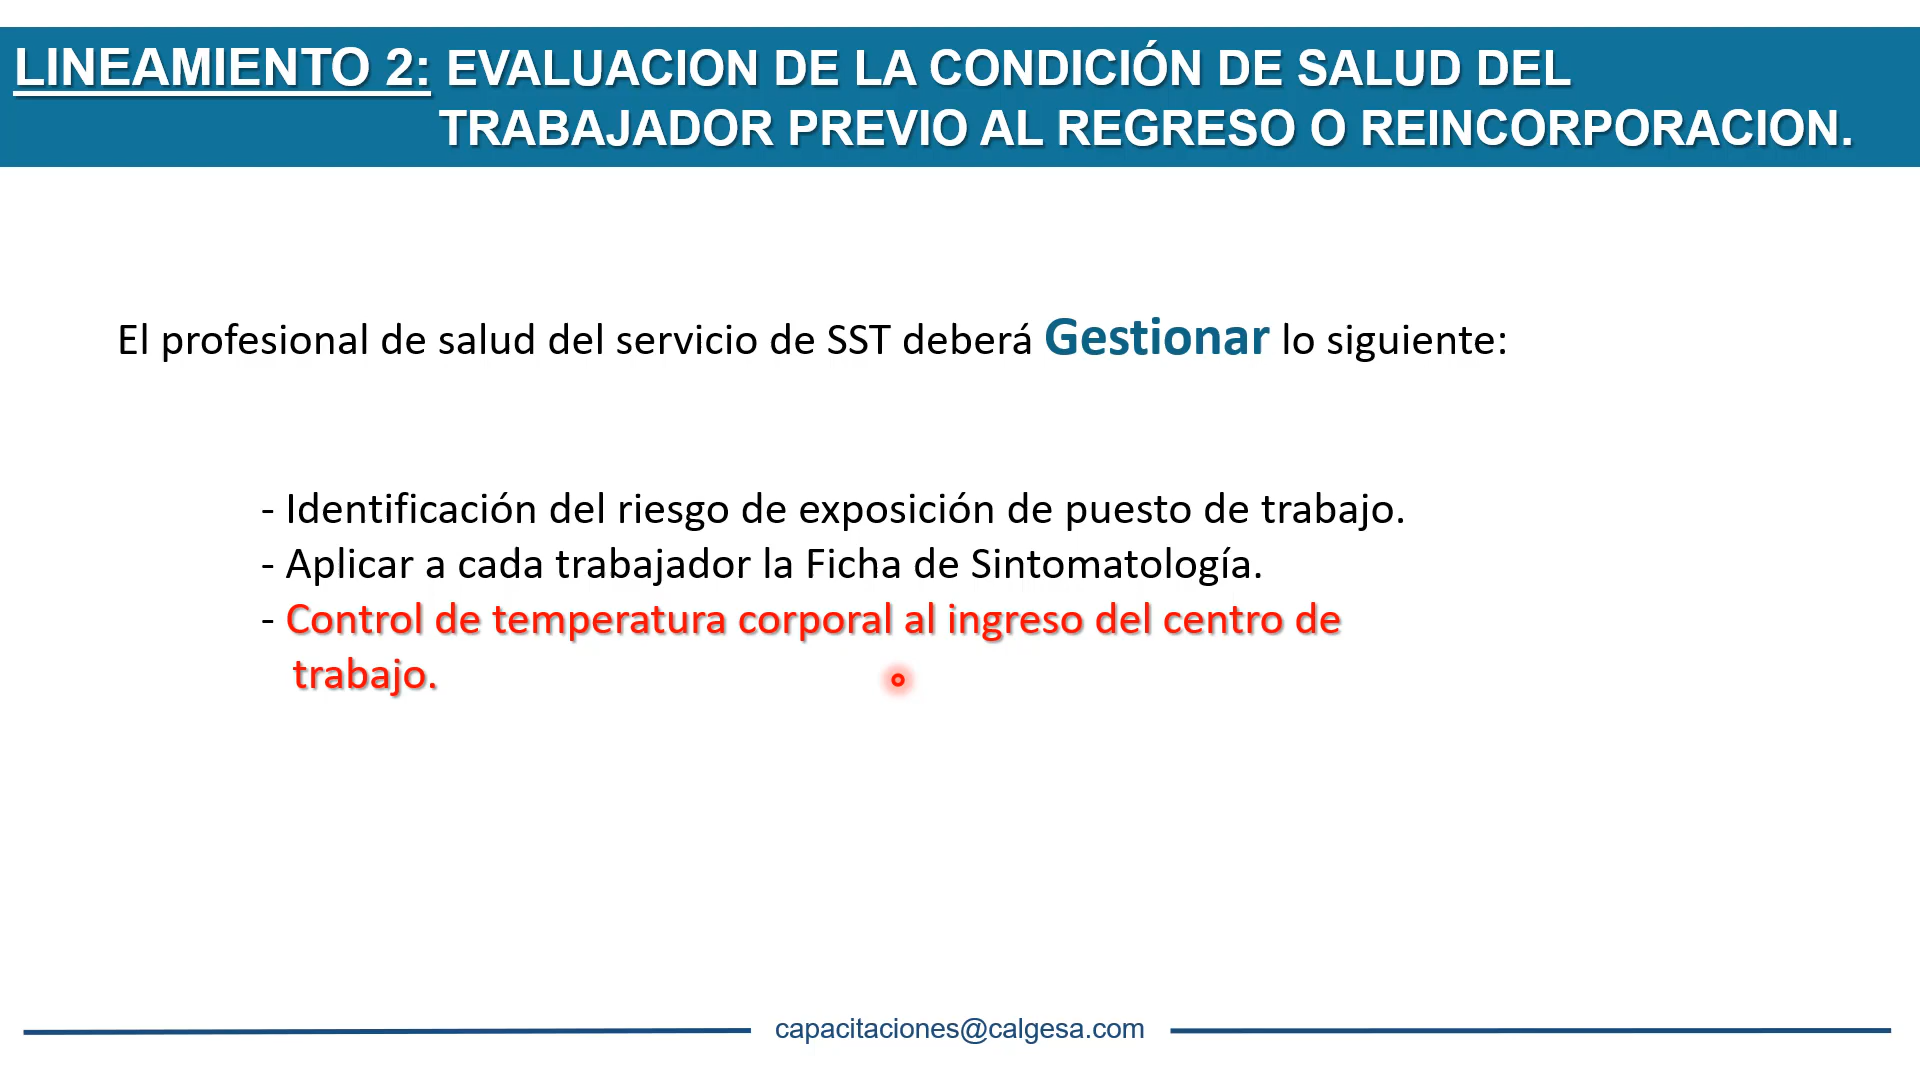 LINEAMIENTO 2: EVALUACION DE LA CONDICIÓN DE SALUD DEL
TRABAJADOR PREVIO AL REGRESO O REINCORPORACION.
El profesional de salud del servicio de SST deberá Gestionar lo siguiente:
- Identificación del riesgo de exposición de puesto de trabajo.
- Aplicar a cada trabajador la Ficha de Sintomatología.
- Control de temperatura corporal al ingreso del centro de
trabajo.
capacitaciones@calgesa.com